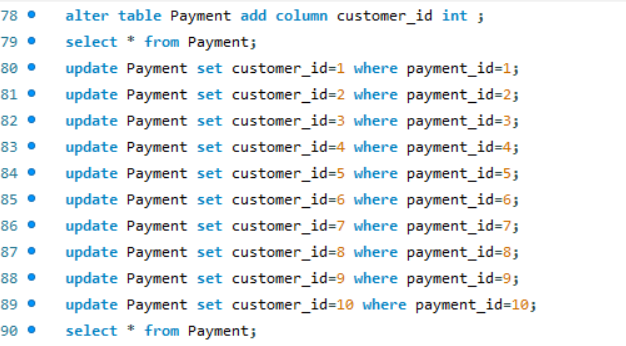 78 alter table Payment add column customer_id int ;
79 select * from Payment;
80 update Payment set customer_id=1 where payment_id=1;
81 update Payment set customer_id=2 where payment_id=2;
82 update Payment set customer_id=3 where payment_id=3;
83 update Payment set customer_id=4 where payment_id=4;
84 update Payment set customer_id=5 where payment_id=5;
85 update Payment set customer_id=6 where payment_id=6;
86 update Payment set customer_id=7 where payment_id=7;
87 update Payment set customer_id=8 where payment_id=8;
88 update Payment set customer_id=9 where payment_id=9;
89 update Payment set customer_id=10 where payment_id=10;
90 select * from Payment;